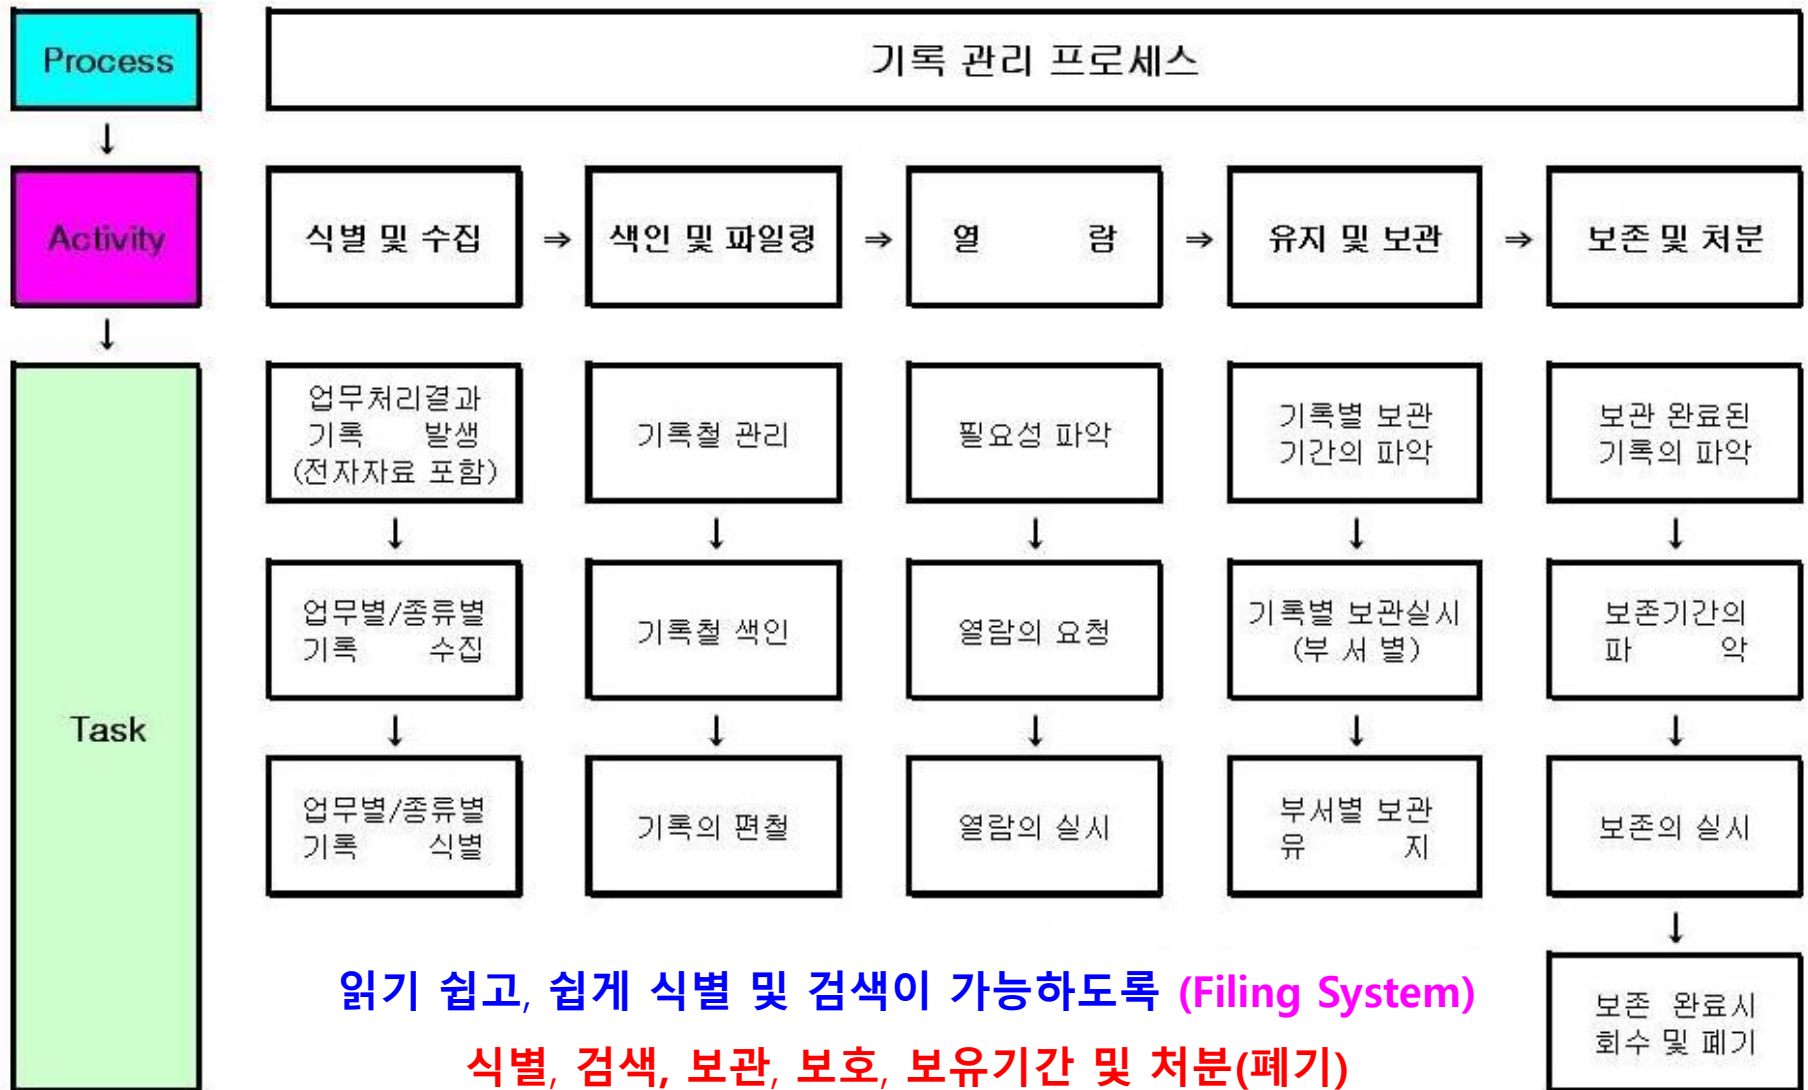 Process
기록 관리 프로세스
↓
Activity
식별 및 수집 ⇒ 색인 및 파일링 ⇒ 열 람 ⇒ 유지 및 보관 ⇒ 보존 및 처분
↓
Task
업무처리결과
기록 발생
(전자자료 포함)
기록철 관리
필요성 파악
기록별 보관
기간의 파악
보관 완료된
기록의 파악
↓ ↓ ↓ ↓ ↓
업무별/종류별
기록 수집
기록철 색인
열람의 요청
기록별 보관실시
(부 서 별)
보존기간의
파 악
↓ ↓ ↓ ↓ ↓
업무별/종류별
기록 식별
기록의 편철
열람의 실시
부서별 보관
유 지
보존의 실시
↓
보존 완료시
회수 및 폐기
읽기 쉽고, 쉽게 식별 및 검색이 가능하도록 (Filing System)
식별, 검색, 보관, 보호, 보유기간 및 처분(폐기)